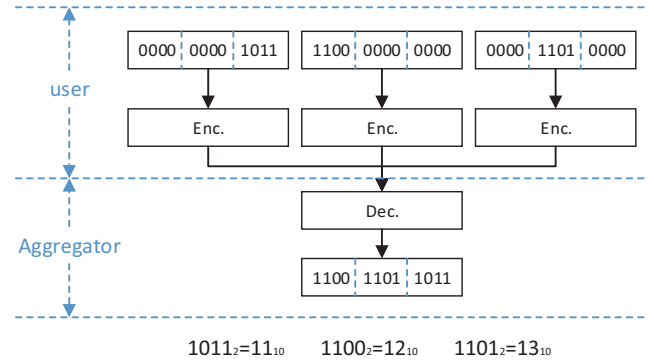 0000 0000 1011 1100 0000 0000 0000 1101 0000
user
Enc. Enc. Enc.
Dec.
Aggregator
1100 1101 1011
1011₂=11₁₀ 1100₂=12₁₀ 1101₂=13₁₀